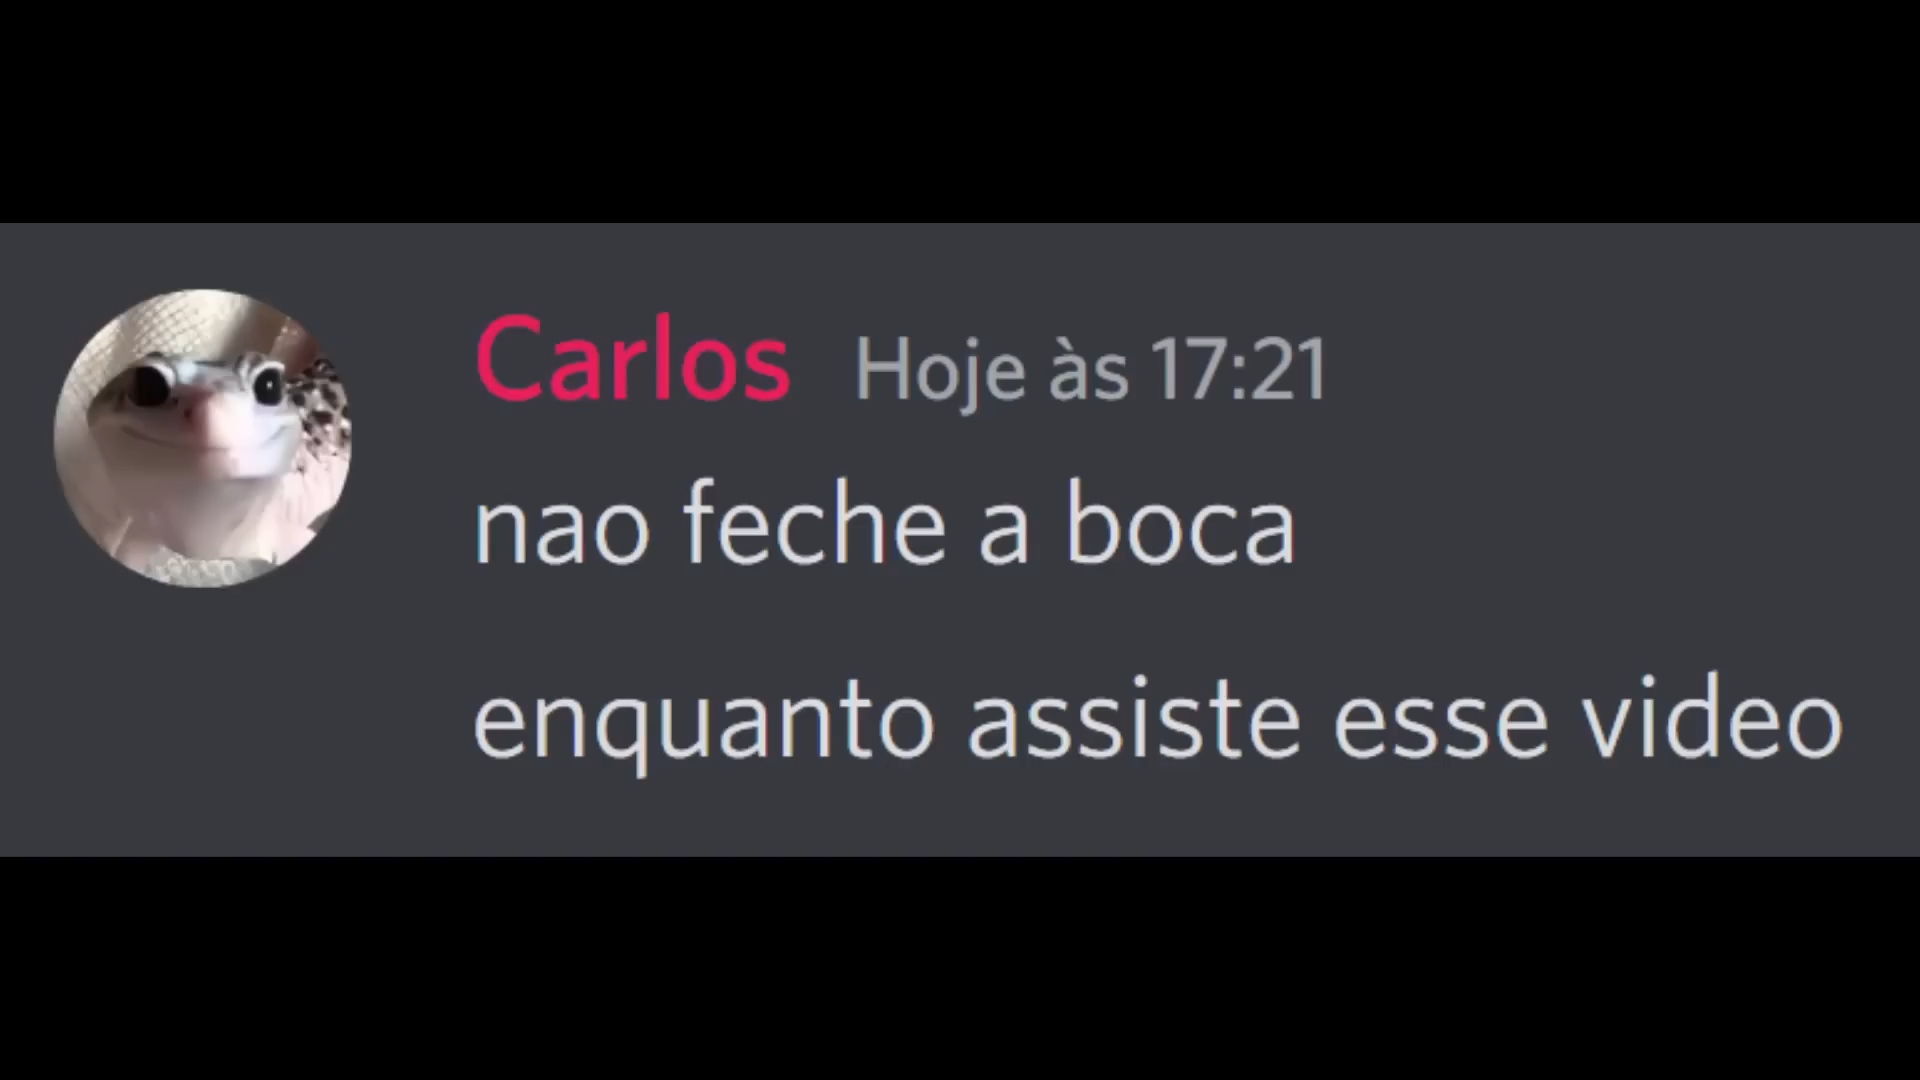 Carlos Hoje às 17:21
nao feche a boca
enquanto assiste esse video